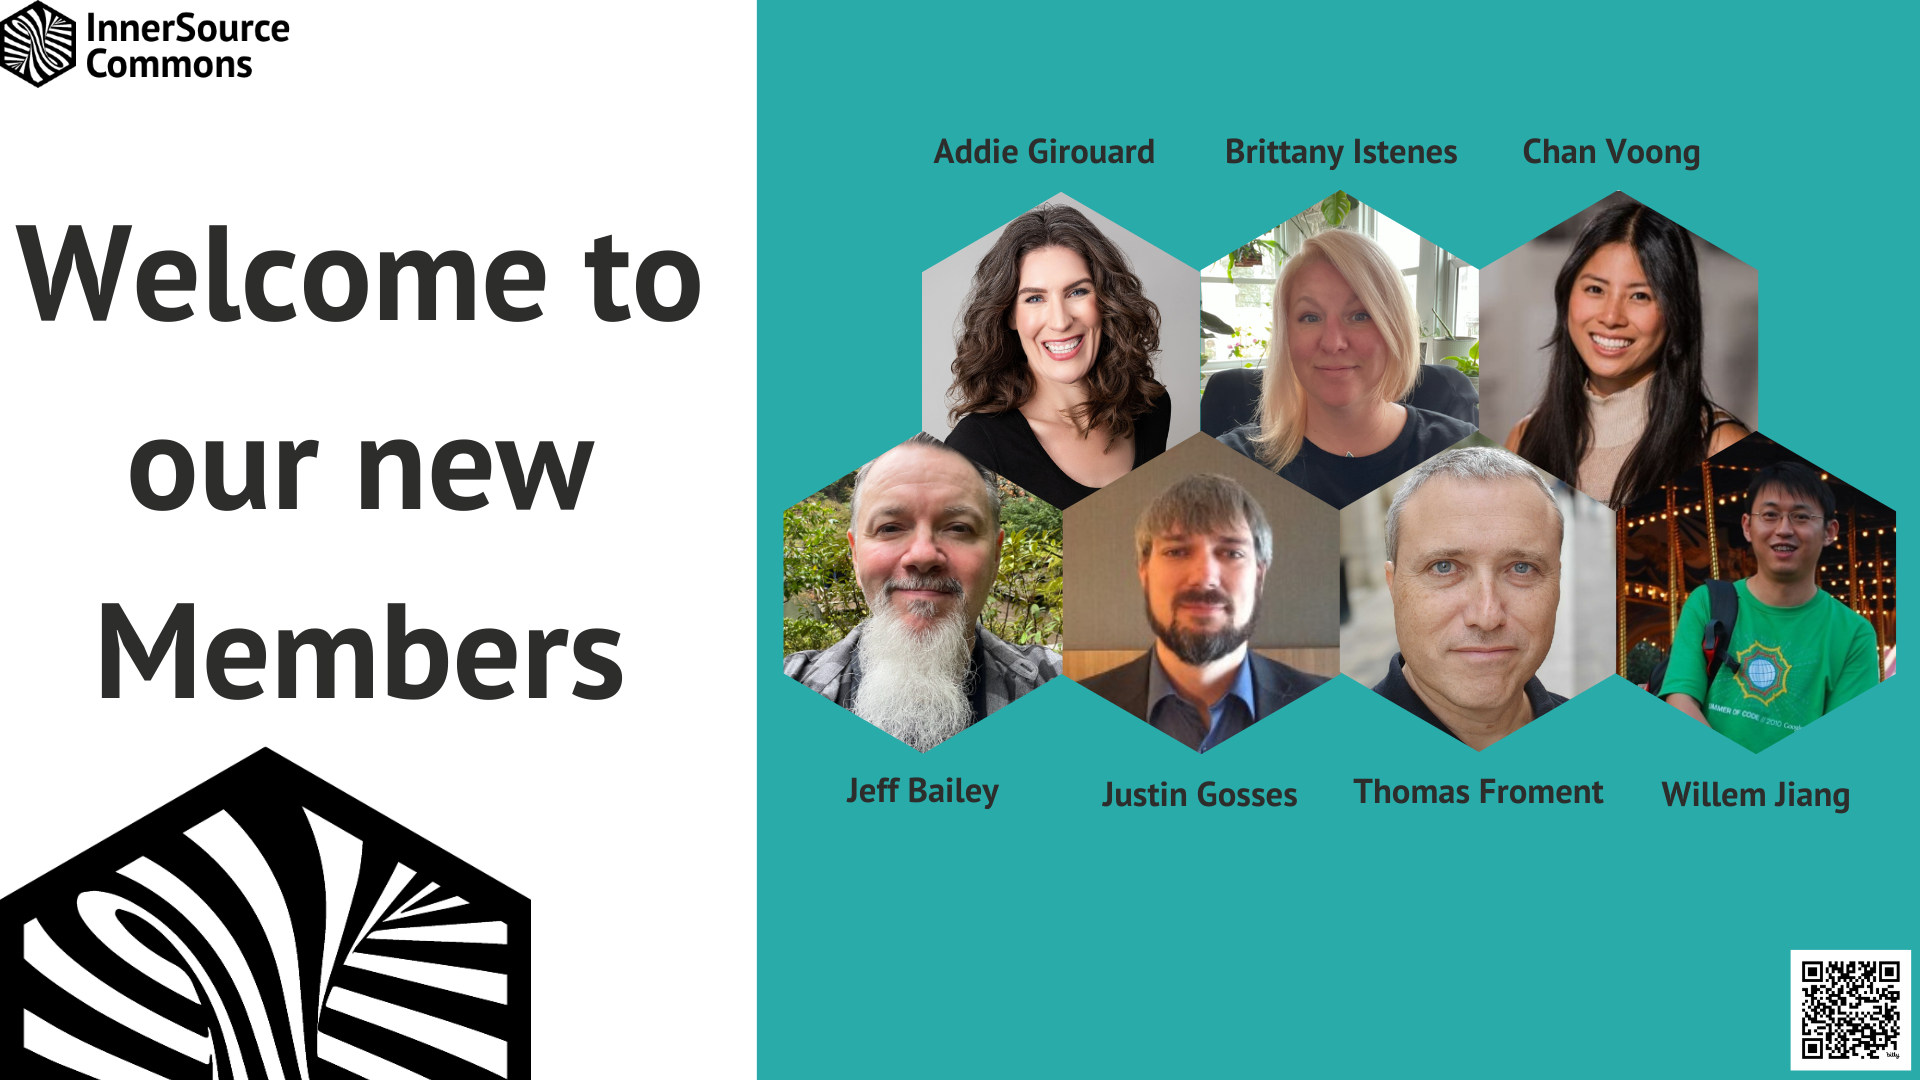 InnerSource
Commons
Welcome to
our new
Members
Addie Girouard
Brittany Istenes
Chan Voong
Jeff Bailey
Justin Gosses
Thomas Froment
Willem Jiang
bitly